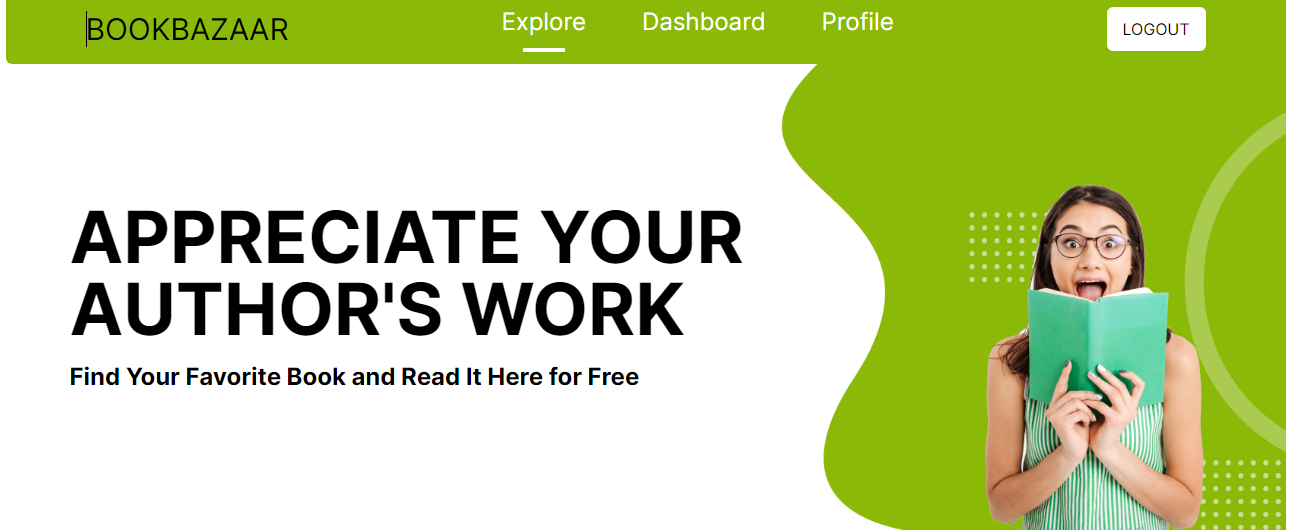 BOOKBAZAAR
Explore Dashboard Profile
LOGOUT
APPRECIATE YOUR
AUTHOR'S WORK
Find Your Favorite Book and Read It Here for Free